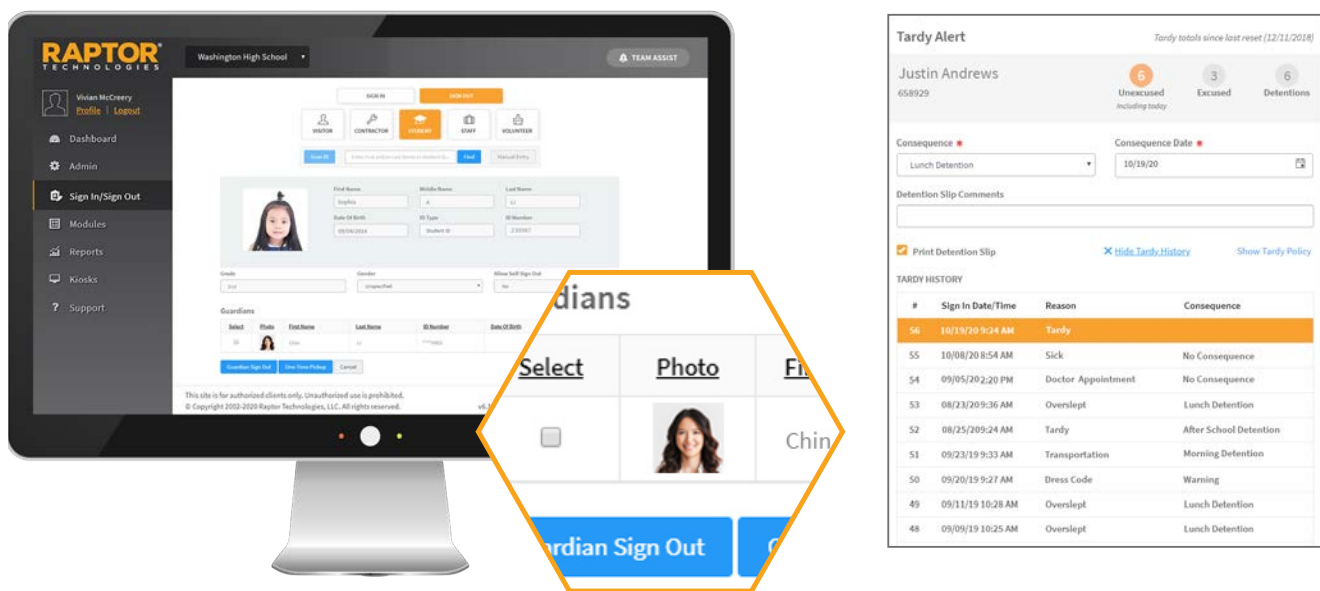 RAPTOR®
TECHNOLOGIES
Washington High School
TEAM ASSIST
Vivian McCreery
Profile | Logout
Dashboard
Admin
Sign In/Sign Out
Modules
Reports
Kiosks
? Support
SIGN IN
SIGN OUT
VISITOR CONTRACTOR STUDENT STAFF VOLUNTEER
Scan ID Find Manual Entry
First Name Middle Name Last Name
Sophia A Li
Date Of Birth ID Type ID Number
09/08/2014 Student ID 230987
Grade Gender Allow Self Sign Out
Unspecified No
Guardians
Select Photo First Name Last Name ID Number Date Of Birth
Chin Li
Guardian Sign Out One-Time Pickup Cancel
This site is for authorized clients only. Unauthorized use is prohibited.
© Copyright 2002-2020 Raptor Technologies, LLC. All rights reserved.
dians
Select Photo Fi
Chin
ardian Sign Out
Tardy Alert Tardy totals since last reset (12/11/2018)
Justin Andrews 6 3 6
658929 Unexcused Excused Detentions
Including today
Consequence * Consequence Date *
Lunch Detention 10/19/20
Detention Slip Comments
Print Detention Slip X Hide Tardy History Show Tardy Policy
TARDY HISTORY
# Sign In Date/Time Reason Consequence
56 10/19/20 9:24 AM Tardy
55 10/08/20 8:54 AM Sick No Consequence
54 09/05/20 2:20 PM Doctor Appointment No Consequence
53 08/23/20 9:36 AM Overslept Lunch Detention
52 08/25/209:24 AM Tardy After School Detention
51 09/23/19 9:33 AM Transportation Morning Detention
50 09/20/19 9:27 AM Dress Code Warning
49 09/11/19 10:28 AM Overslept Lunch Detention
48 09/09/19 10:25 AM Overslept Lunch Detention